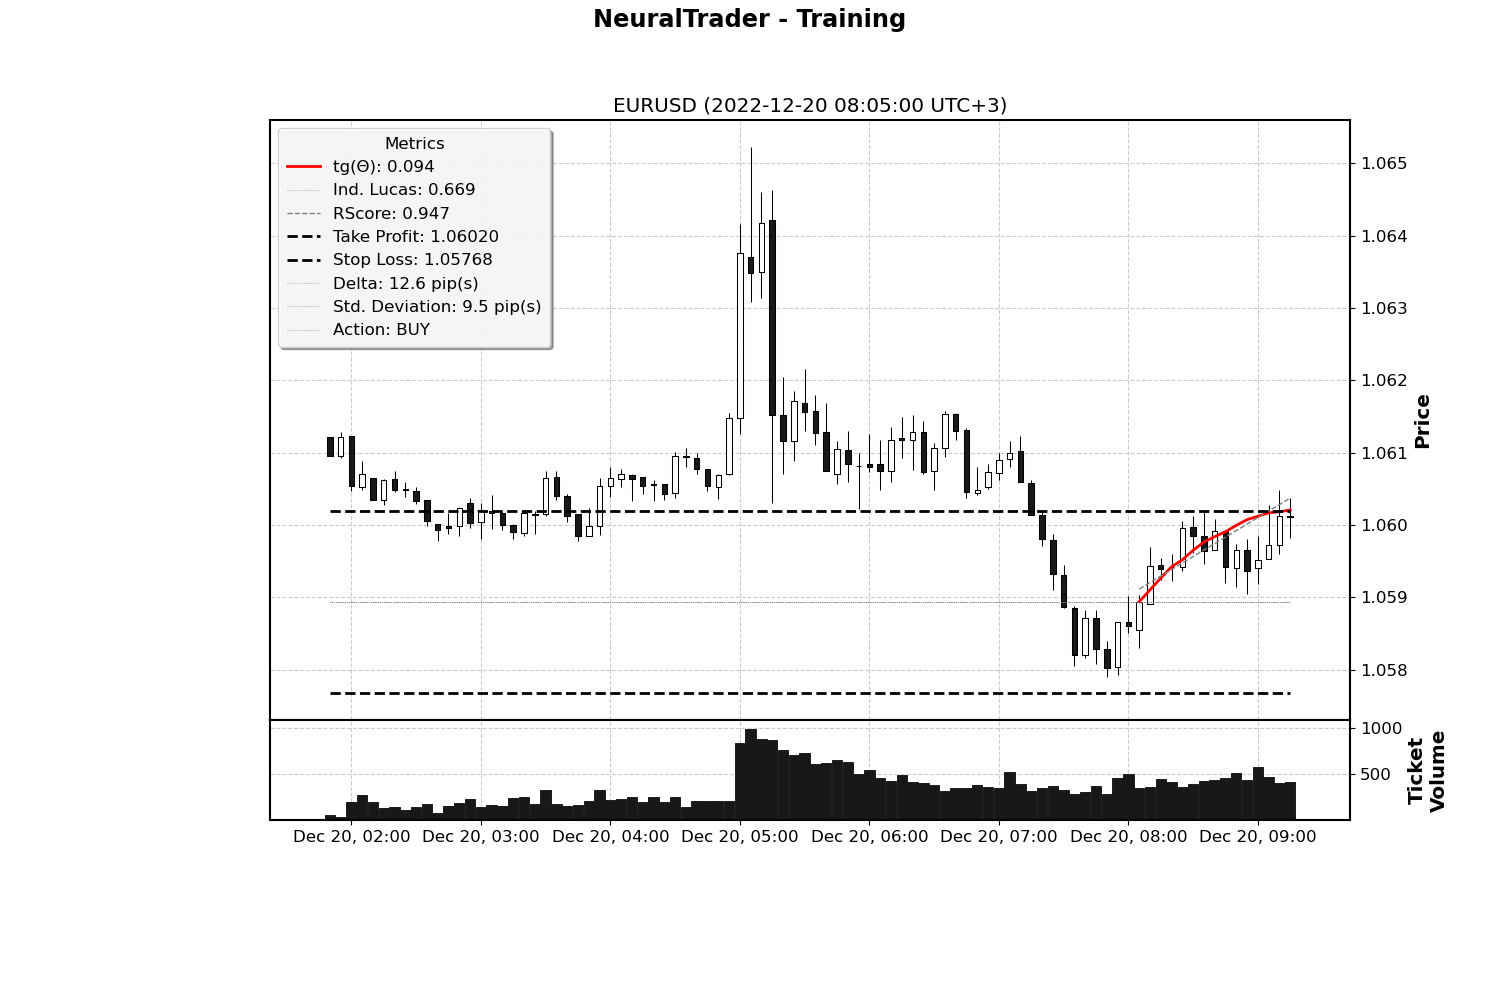 NeuralTrader - Training
EURUSD (2022-12-20 08:05:00 UTC+3)
Metrics
tg(Θ): 0.094
Ind. Lucas: 0.669
RScore: 0.947
Take Profit: 1.06020
Stop Loss: 1.05768
Delta: 12.6 pip(s)
Std. Deviation: 9.5 pip(s)
Action: BUY
1.065
1.064
1.063
1.062
1.061
1.060
1.059
1.058
Price
1000
500
Ticket
Volume
Dec 20, 02:00
Dec 20, 03:00
Dec 20, 04:00
Dec 20, 05:00
Dec 20, 06:00
Dec 20, 07:00
Dec 20, 08:00
Dec 20, 09:00